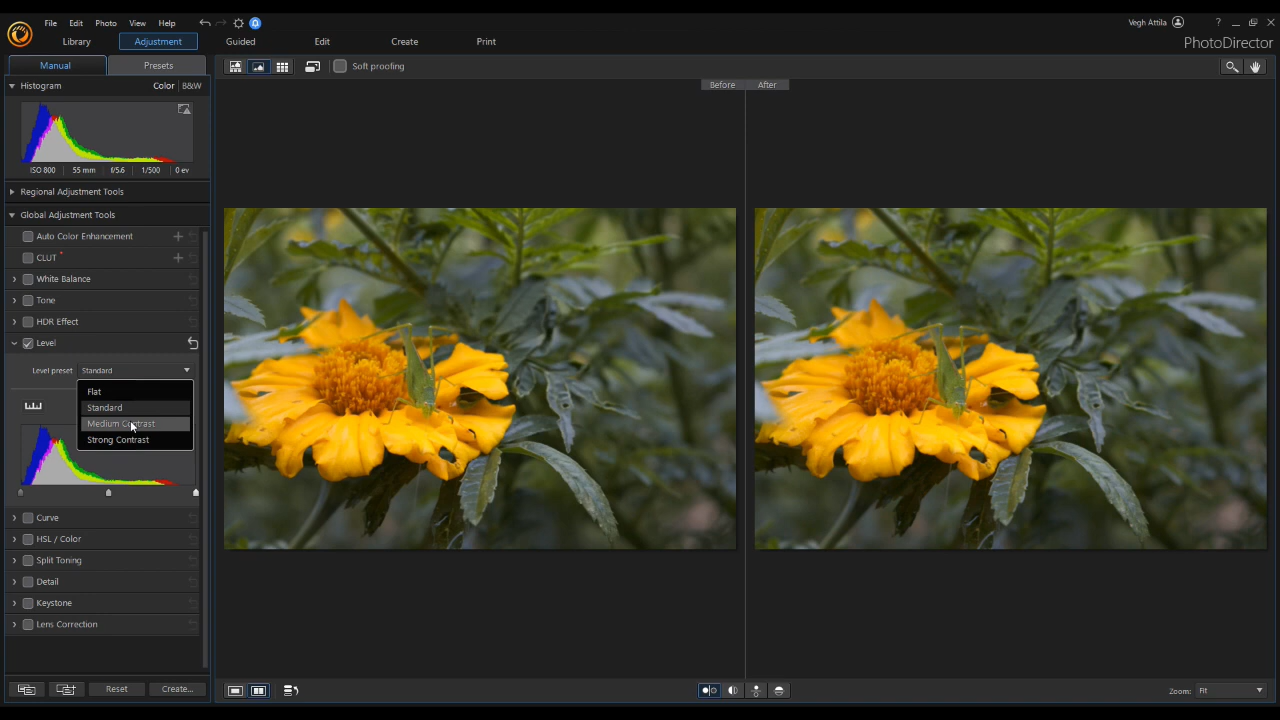 File Edit Photo View Help
Vegh Attila
?
Library Adjustment Guided Edit Create Print
PhotoDirector
Manual Presets
Soft proofing
Histogram Color | B&W
Before After
ISO 800 55 mm f/5.6 1/500 0 ev
Regional Adjustment Tools
Global Adjustment Tools
Auto Color Enhancement
CLUT *
White Balance
Tone
HDR Effect
Level
Level preset Standard
Flat
Standard
Medium Contrast
Strong Contrast
Curve
HSL / Color
Split Toning
Detail
Keystone
Lens Correction
Reset Create...
Zoom: Fit